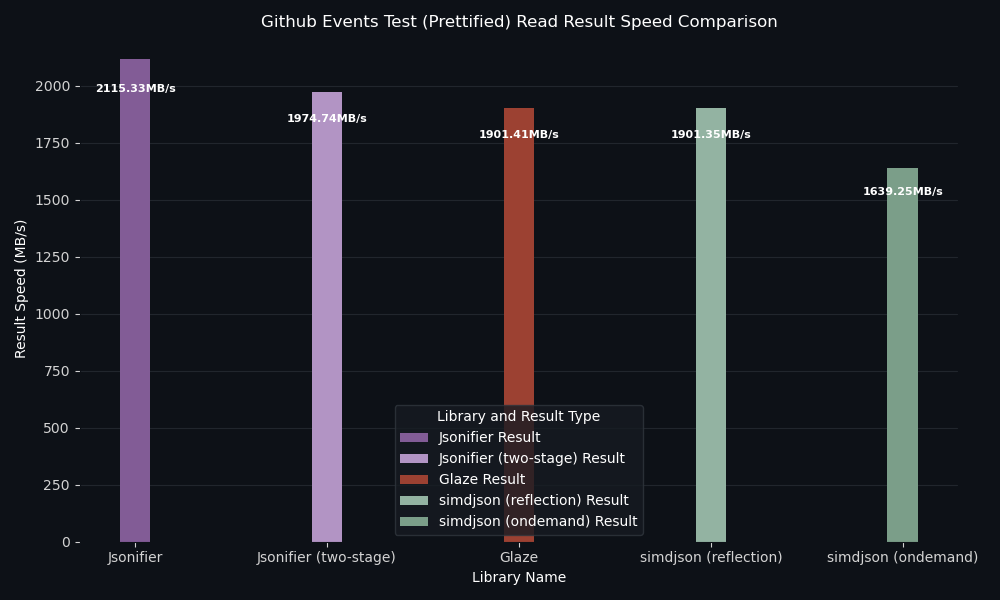 Github Events Test (Prettified) Read Result Speed Comparison
Result Speed (MB/s)
2000
1750
1500
1250
1000
750
500
250
0
2115.33MB/s
1974.74MB/s
1901.41MB/s
1901.35MB/s
1639.25MB/s
Library and Result Type
Jsonifier Result
Jsonifier (two-stage) Result
Glaze Result
simdjson (reflection) Result
simdjson (ondemand) Result
Jsonifier
Jsonifier (two-stage)
Glaze
simdjson (reflection)
simdjson (ondemand)
Library Name